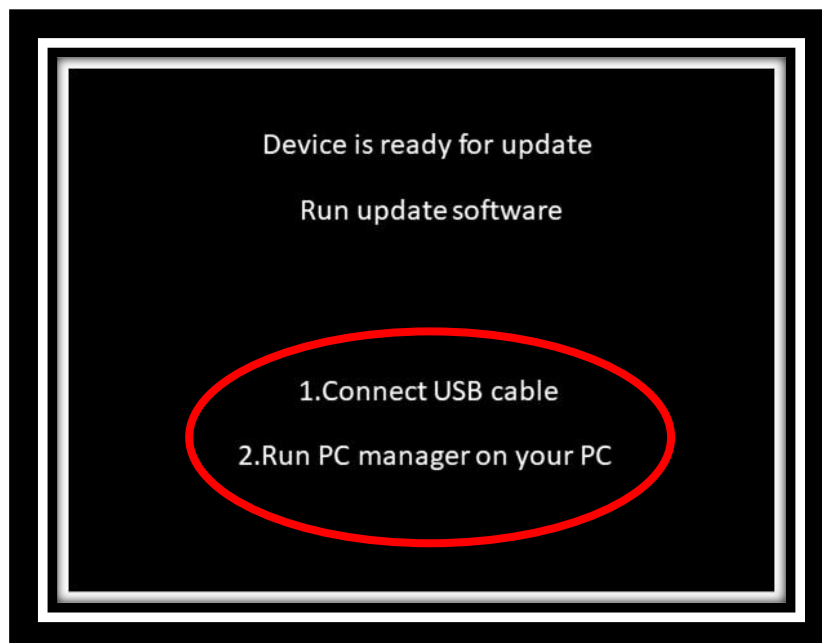 Device is ready for update
Run update software
1.Connect USB cable
2.Run PC manager on your PC